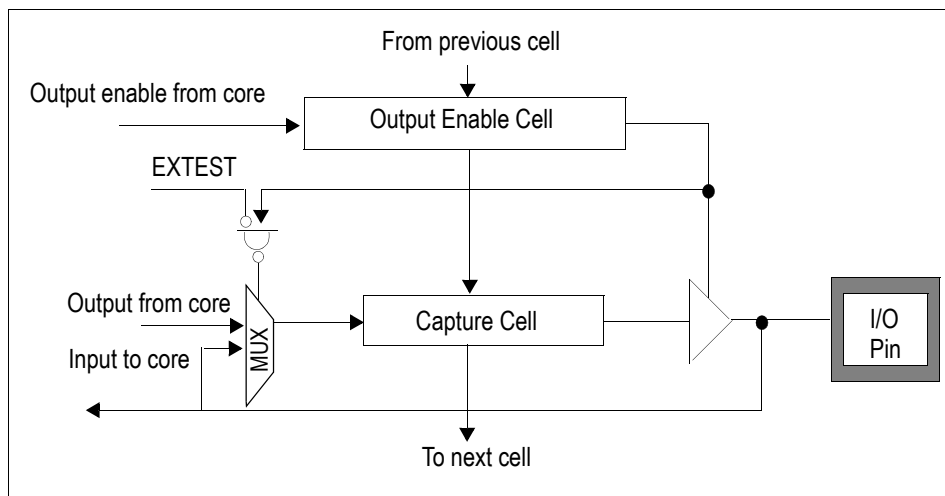 From previous cell
Output enable from core
Output Enable Cell
EXTEST
Output from core
Capture Cell
I/O
Pin
Input to core
MUX
To next cell